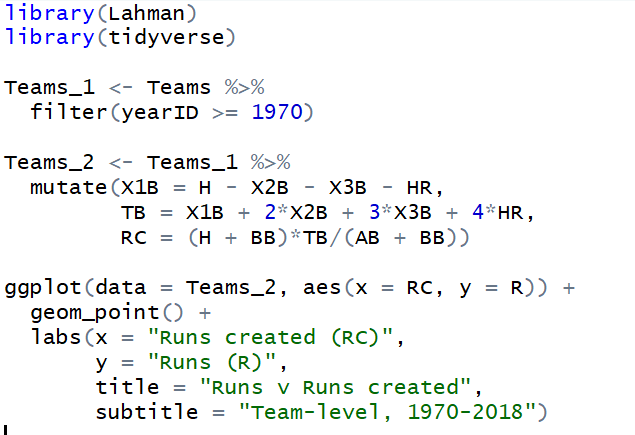 library(Lahman)
library(tidyverse)
Teams_1 <- Teams %>%
  filter(yearID >= 1970)
Teams_2 <- Teams_1 %>%
  mutate(X1B = H - X2B - X3B - HR,
         TB = X1B + 2*X2B + 3*X3B + 4*HR,
         RC = (H + BB)*TB/(AB + BB))
ggplot(data = Teams_2, aes(x = RC, y = R)) +
  geom_point() +
  labs(x = "Runs created (RC)",
       y = "Runs (R)",
       title = "Runs v Runs created",
       subtitle = "Team-level, 1970-2018")